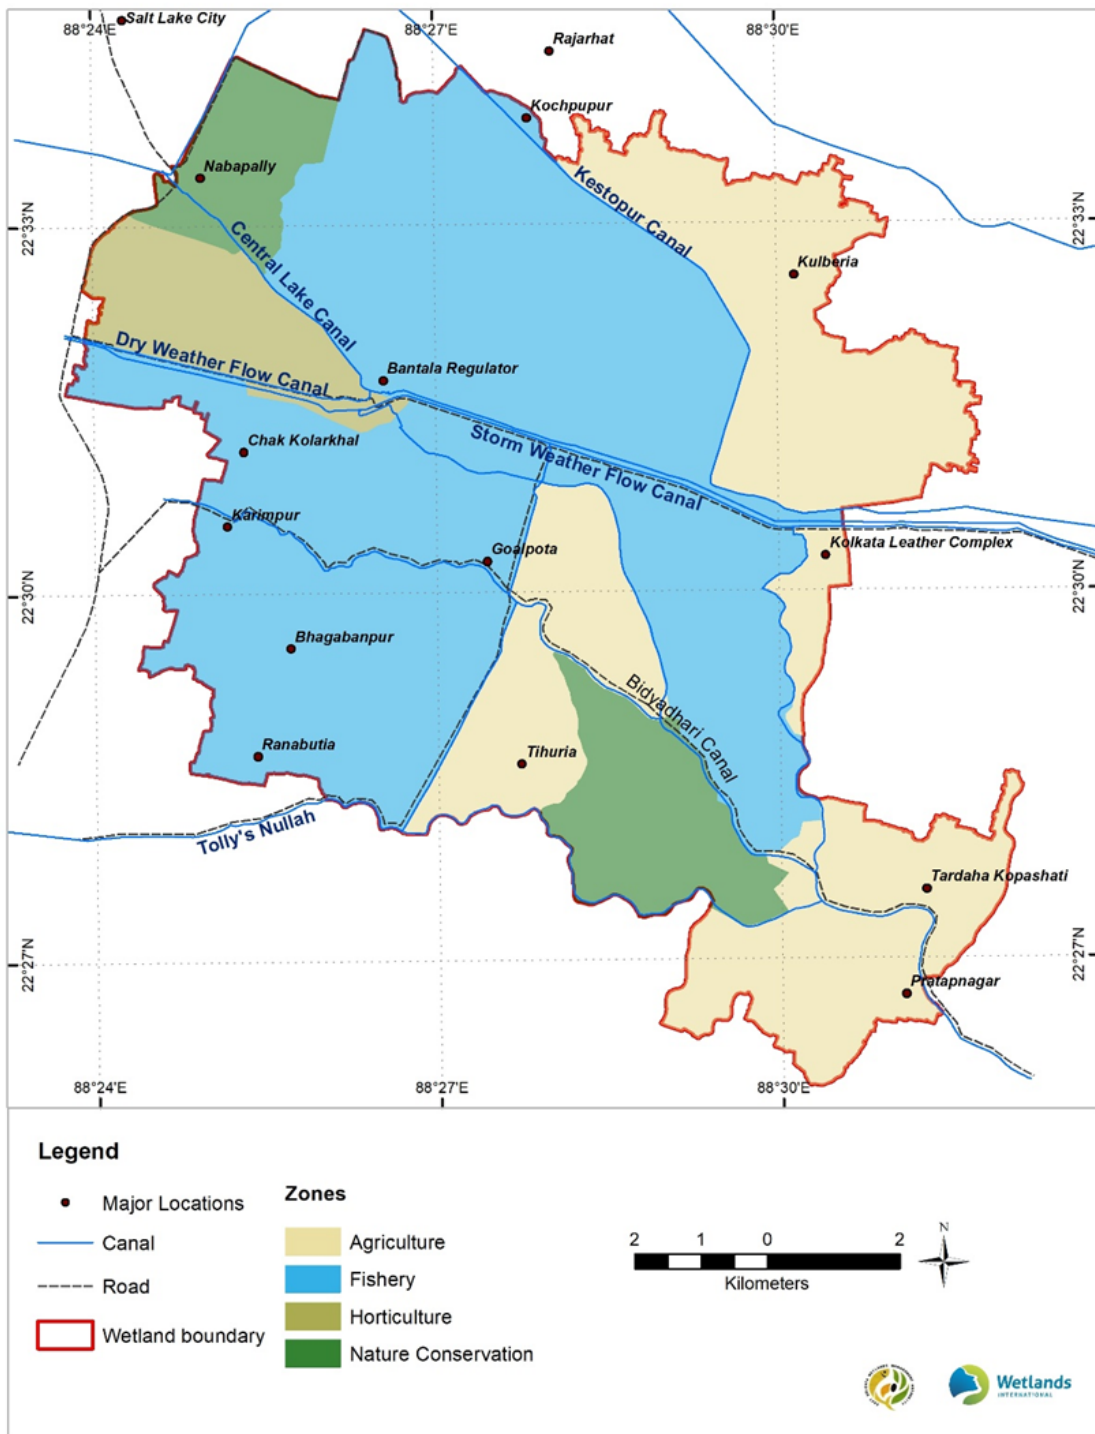 Salt Lake City
88°24'E
88°27'E
88°30'E
Rajarhat
Kochpupur
Nabapally
Kestopur Canal
22°33'N
22°33'N
Central Lake Canal
Kulberia
Dry Weather Flow Canal
Bantala Regulator
Chak Kolarkhal
Storm Weather Flow Canal
Karimpur
Goalpota
Kolkata Leather Complex
22°30'N
22°30'N
Bhagabanpur
Bidyadhari Canal
Ranabutia
Tihuria
Tolly's Nullah
Tardaha Kopashati
22°27'N
22°27'N
Pratapnagar
88°24'E
88°27'E
88°30'E
Legend
Major Locations
Canal
Road
Wetland boundary
Zones
Agriculture
Fishery
Horticulture
Nature Conservation
2 1 0 2
Kilometers
N
Wetlands
INTERNATIONAL